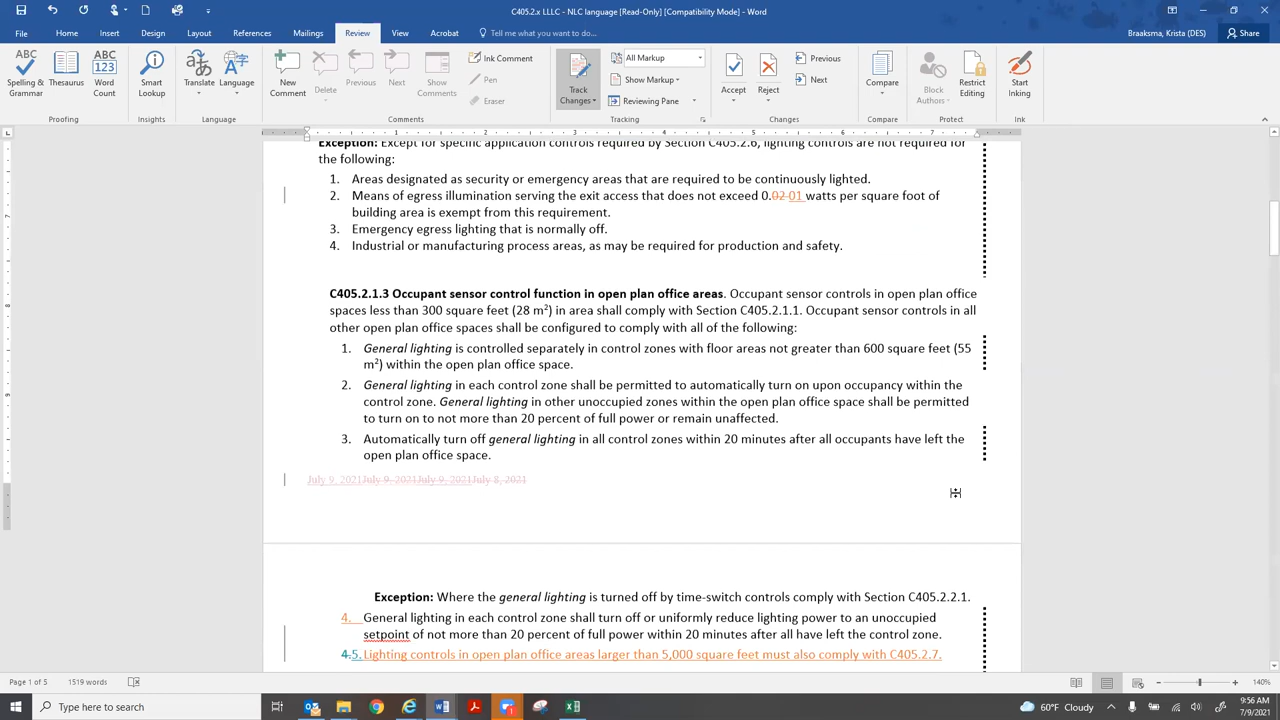 C405.2.x LLLC - NLC language [Read-Only] [Compatibility Mode] - Word
File Home Insert Design Layout References Mailings Review View Acrobat Tell me what you want to do... Braaksma, Krista (DES) Share
ABC ABC 123
Spelling & Grammar Thesaurus Word Count Smart Lookup Translate Language New Comment Delete Previous Next Show Comments Ink Comment Pen Eraser Track Changes All Markup Show Markup Reviewing Pane Accept Reject Previous Next Compare Block Authors Restrict Editing Start Inking
Proofing Insights Language Comments Tracking Changes Compare Protect Ink
1 2 3 4 5 6 7
Exception: Except for specific application controls required by Section C405.2.6, lighting controls are not required for
the following:
1. Areas designated as security or emergency areas that are required to be continuously lighted.
2. Means of egress illumination serving the exit access that does not exceed 0.02 01 watts per square foot of
building area is exempt from this requirement.
3. Emergency egress lighting that is normally off.
4. Industrial or manufacturing process areas, as may be required for production and safety.
C405.2.1.3 Occupant sensor control function in open plan office areas. Occupant sensor controls in open plan office
spaces less than 300 square feet (28 m²) in area shall comply with Section C405.2.1.1. Occupant sensor controls in all
other open plan office spaces shall be configured to comply with all of the following:
1. General lighting is controlled separately in control zones with floor areas not greater than 600 square feet (55
m²) within the open plan office space.
2. General lighting in each control zone shall be permitted to automatically turn on upon occupancy within the
control zone. General lighting in other unoccupied zones within the open plan office space shall be permitted
to turn on to not more than 20 percent of full power or remain unaffected.
3. Automatically turn off general lighting in all control zones within 20 minutes after all occupants have left the
open plan office space.
July 9, 2021July 9, 2021July 9, 2021July 8, 2021
Exception: Where the general lighting is turned off by time-switch controls comply with Section C405.2.2.1.
4. General lighting in each control zone shall turn off or uniformly reduce lighting power to an unoccupied
setpoint of not more than 20 percent of full power within 20 minutes after all have left the control zone.
4.5. Lighting controls in open plan office areas larger than 5,000 square feet must also comply with C405.2.7.
Page 1 of 5 1519 words 140%
Type here to search 60°F Cloudy 9:56 AM
7/9/2021